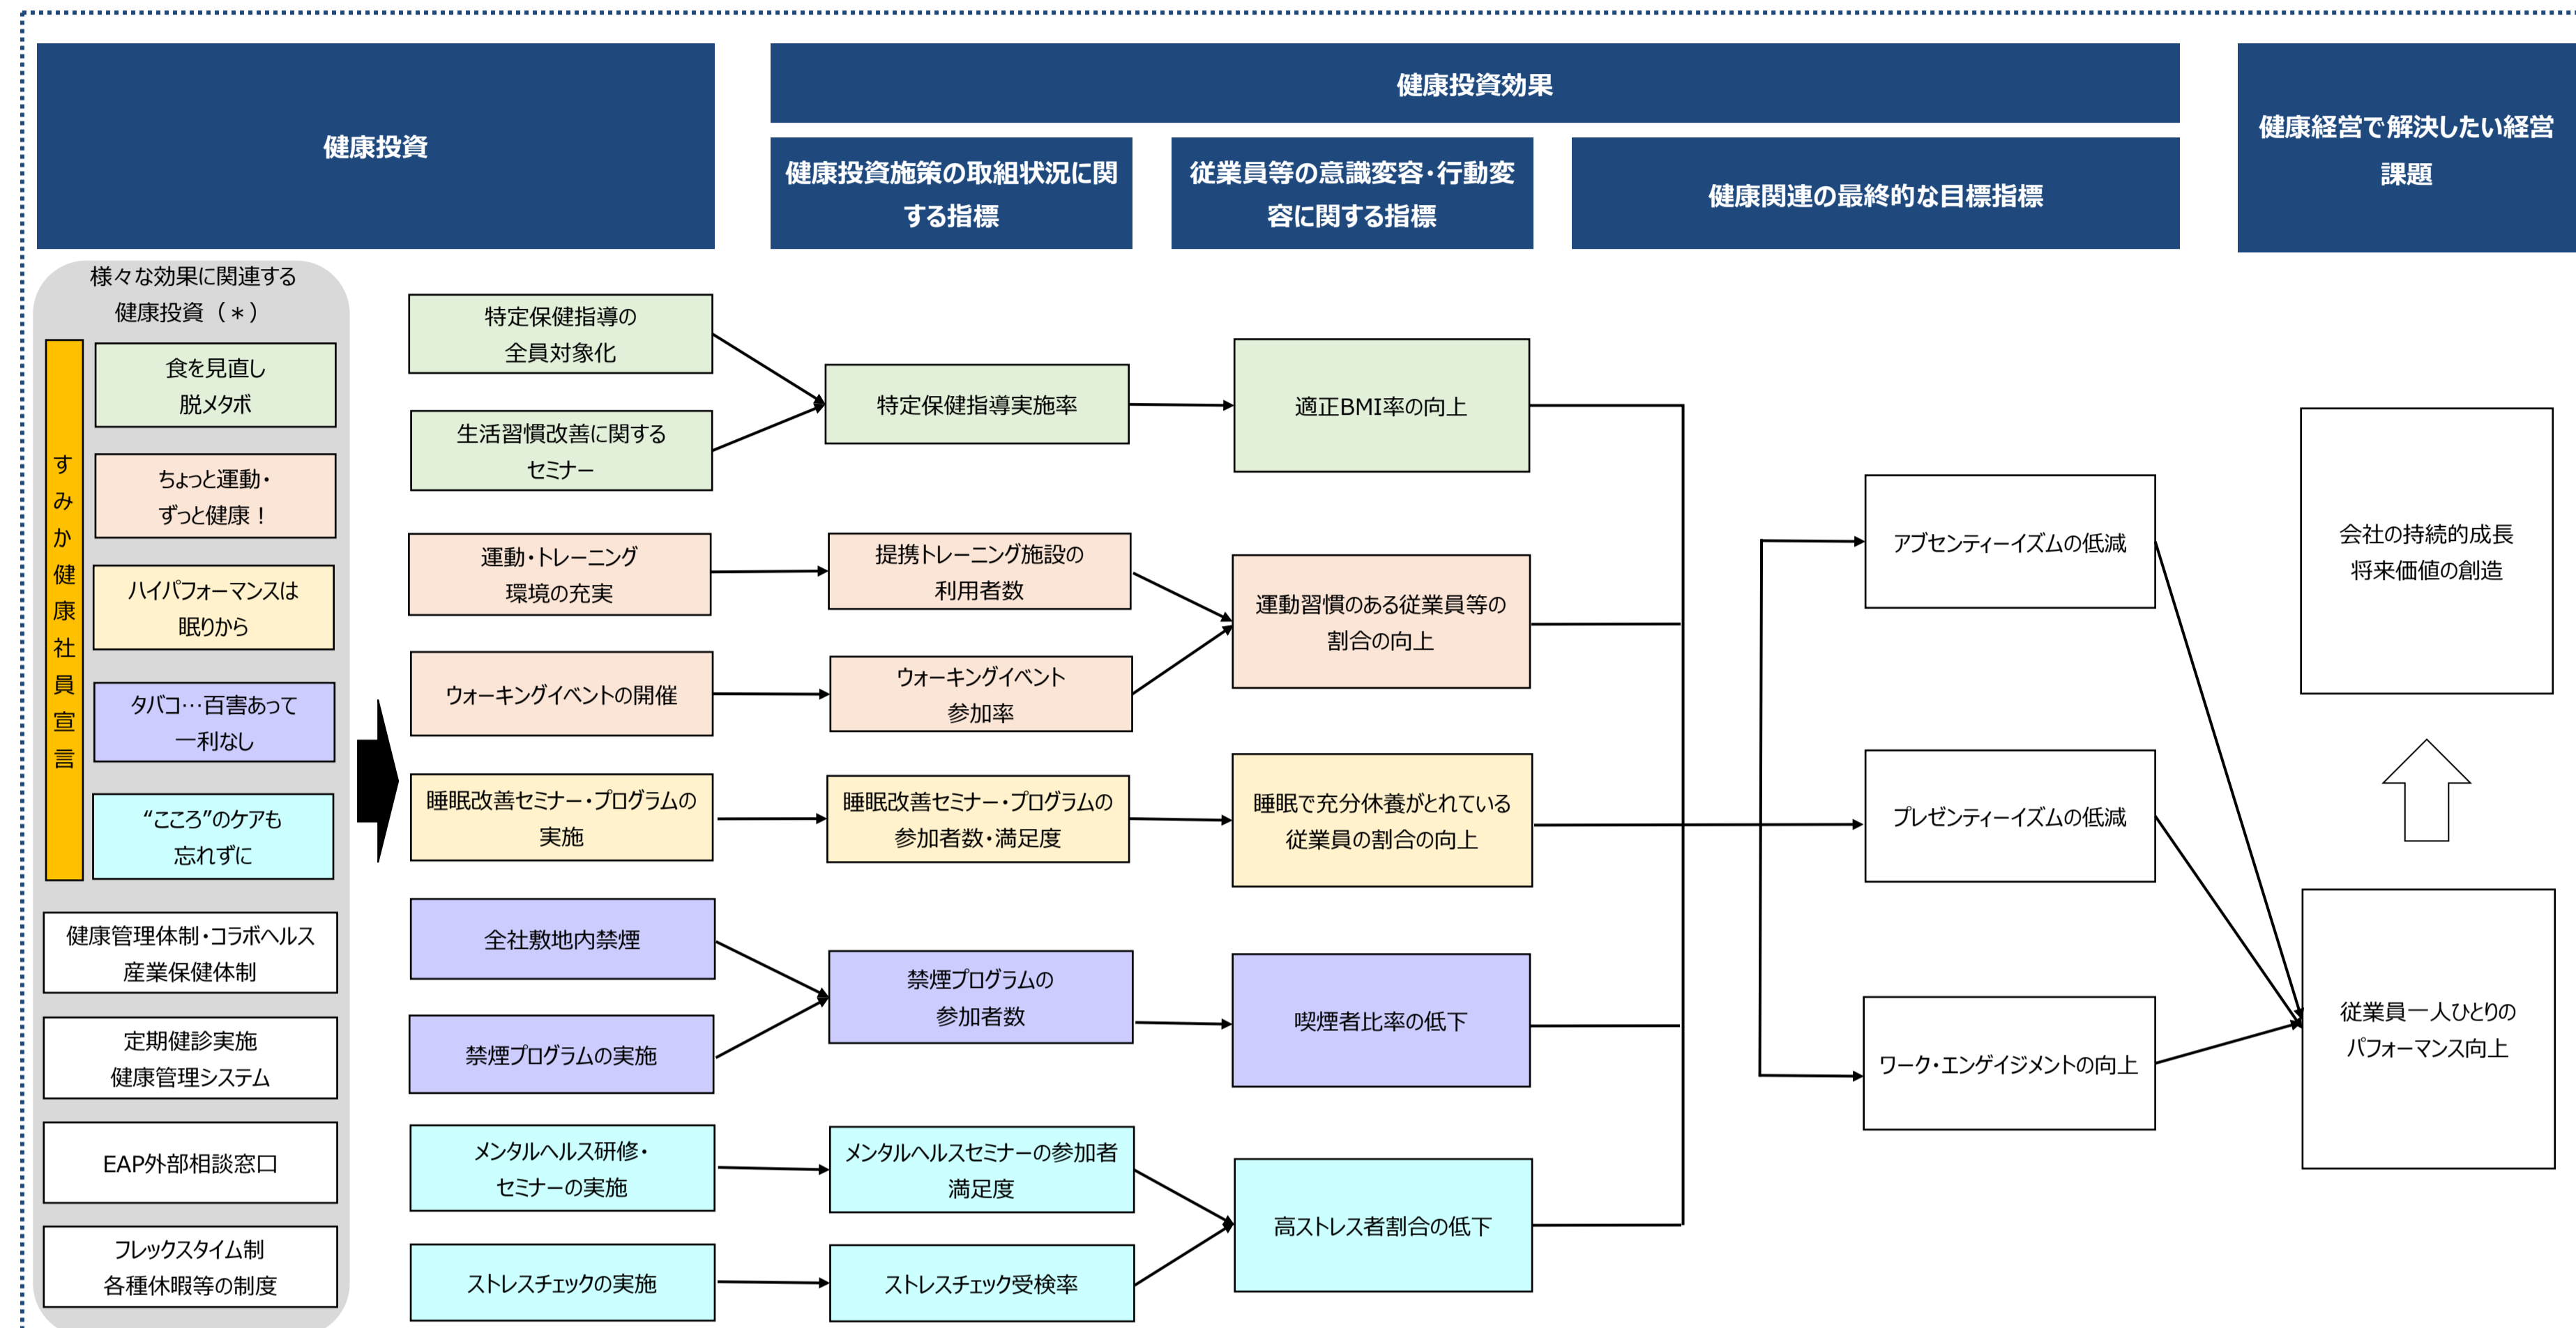 健康投資
健康投資効果
健康投資施策の取組状況に関
する指標
従業員等の意識変容・行動変
容に関する指標
健康関連の最終的な目標指標
健康経営で解決したい経営
課題
様々な効果に関連する
健康投資（＊）
すみか健康社員宣言
食を見直し
脱メタボ
ちょっと運動・
ずっと健康！
ハイパフォーマンスは
眠りから
タバコ…百害あって
一利なし
“こころ”のケアも
忘れずに
健康管理体制・コラボヘルス
産業保健体制
定期健診実施
健康管理システム
EAP外部相談窓口
フレックスタイム制
各種休暇等の制度
特定保健指導の
全員対象化
生活習慣改善に関する
セミナー
運動・トレーニング
環境の充実
ウォーキングイベントの開催
睡眠改善セミナー・プログラムの
実施
全社敷地内禁煙
禁煙プログラムの実施
メンタルヘルス研修・
セミナーの実施
ストレスチェックの実施
特定保健指導実施率
提携トレーニング施設の
利用者数
ウォーキングイベント
参加率
睡眠改善セミナー・プログラムの
参加者数・満足度
禁煙プログラムの
参加者数
メンタルヘルスセミナーの参加者
満足度
ストレスチェック受検率
適正BMI率の向上
運動習慣のある従業員等の
割合の向上
睡眠で充分休養がとれている
従業員の割合の向上
喫煙者比率の低下
高ストレス者割合の低下
アブセンティーイズムの低減
プレゼンティーイズムの低減
ワーク・エンゲイジメントの向上
会社の持続的成長
将来価値の創造
従業員一人ひとりの
パフォーマンス向上